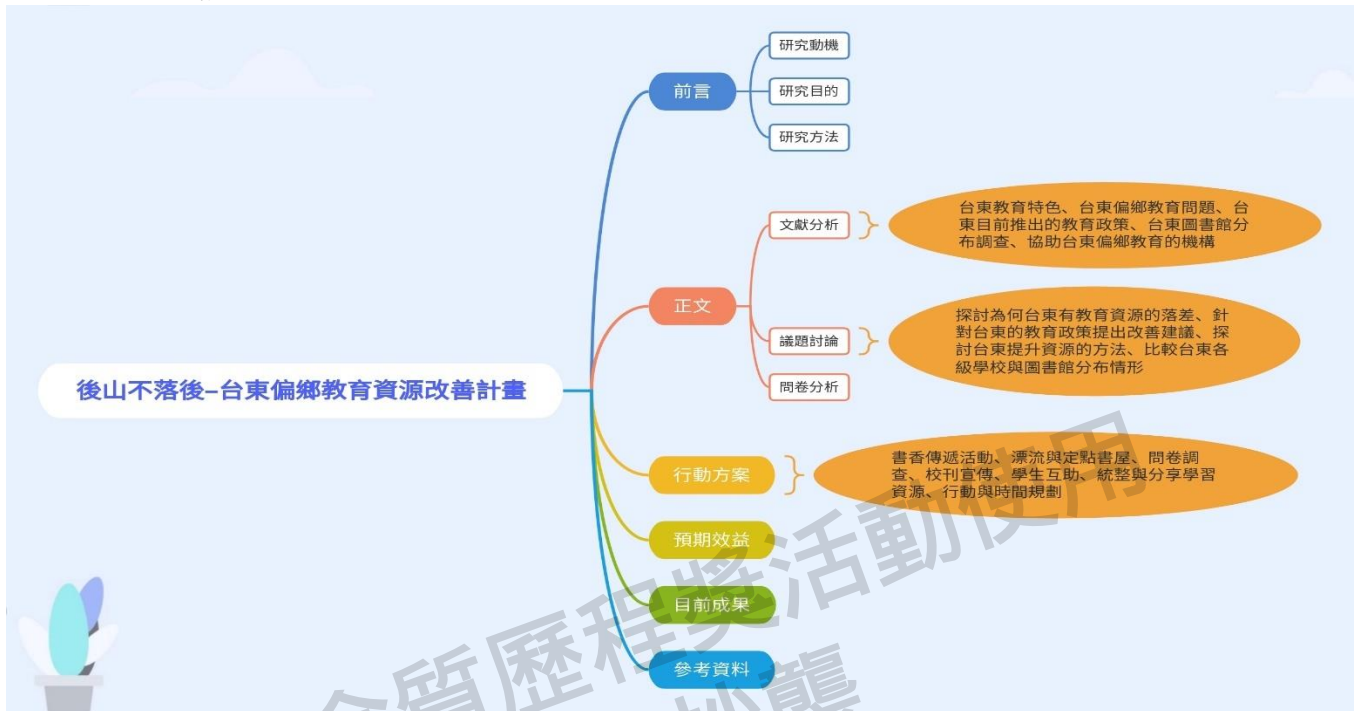 後山不落後–台東偏鄉教育資源改善計畫
前言
研究動機
研究目的
研究方法
正文
文獻分析
台東教育特色、台東偏鄉教育問題、台
東目前推出的教育政策、台東圖書館分
布調查、協助台東偏鄉教育的機構
議題討論
探討為何台東有教育資源的落差、針
對台東的教育政策提出改善建議、探
討台東提升資源的方法、比較台東各
級學校與圖書館分布情形
問卷分析
行動方案
書香傳遞活動、漂流與定點書屋、問卷調
查、校刊宣傳、學生互助、統整與分享學習
資源、行動與時間規劃
預期效益
目前成果
參考資料
質歷程獎活動使用
抄襲